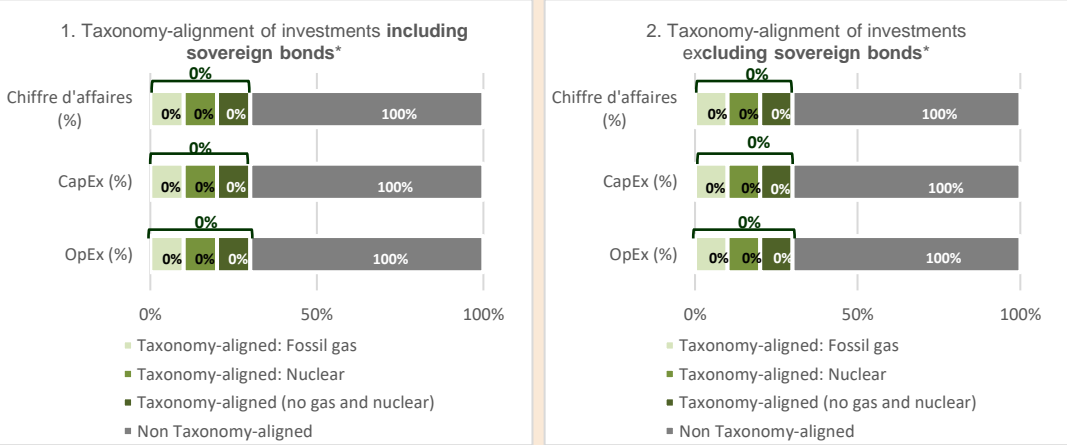 1. Taxonomy-alignment of investments including
sovereign bonds*
0%
Chiffre d'affaires
(%)
0% 0% 0% 100%
0%
CapEx (%)
0% 0% 0% 100%
0%
OpEx (%)
0% 0% 0% 100%
0% 50% 100%
Taxonomy-aligned: Fossil gas
Taxonomy-aligned: Nuclear
Taxonomy-aligned (no gas and nuclear)
Non Taxonomy-aligned
2. Taxonomy-alignment of investments
excluding sovereign bonds*
0%
Chiffre d'affaires
(%)
0% 0% 0% 100%
0%
CapEx (%)
0% 0% 0% 100%
0%
OpEx (%)
0% 0% 0% 100%
0% 50% 100%
Taxonomy-aligned: Fossil gas
Taxonomy-aligned: Nuclear
Taxonomy-aligned (no gas and nuclear)
Non Taxonomy-aligned